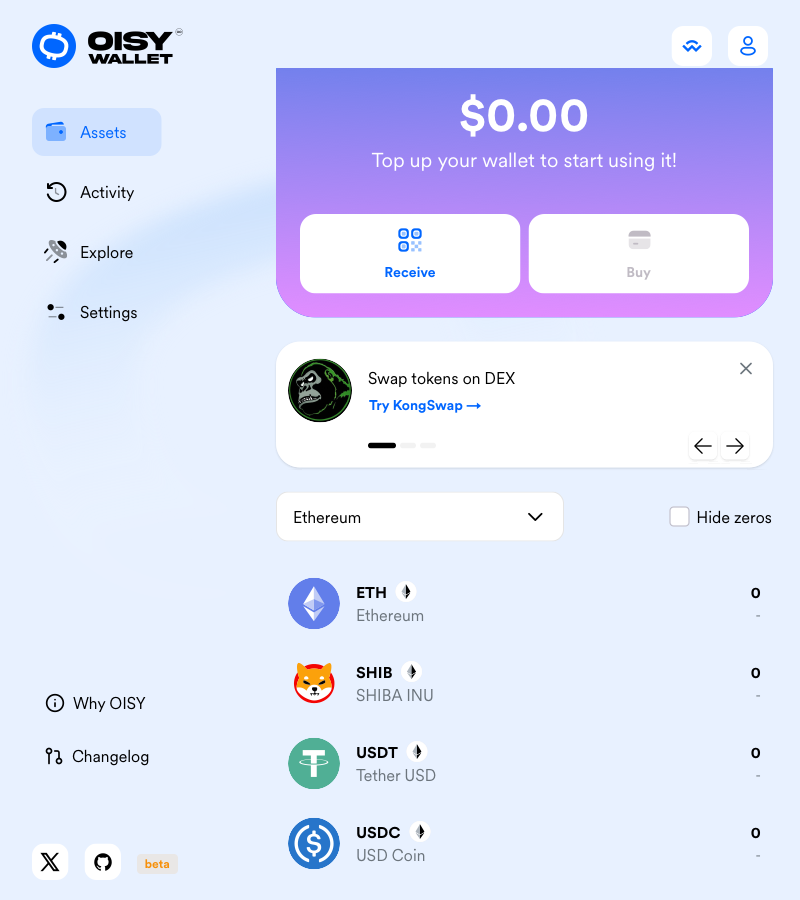 OISY
WALLET
Assets
Activity
Explore
Settings
Why OISY
Changelog
beta
$0.00
Top up your wallet to start using it!
Receive
Buy
Swap tokens on DEX
Try KongSwap →
Ethereum
Hide zeros
ETH 0
Ethereum -
SHIB 0
SHIBA INU -
USDT 0
Tether USD -
USDC 0
USD Coin -